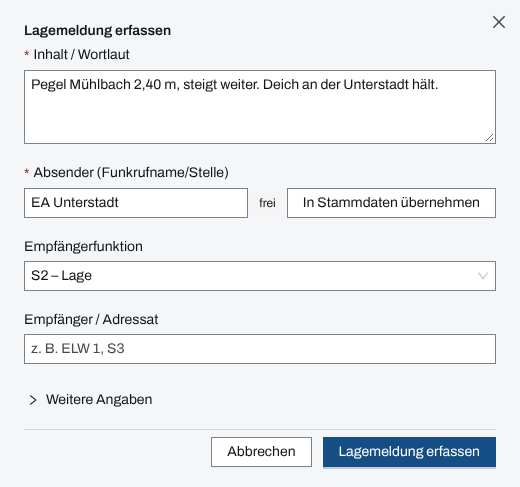 Lagemeldung erfassen
* Inhalt / Wortlaut
Pegel Mühlbach 2,40 m, steigt weiter. Deich an der Unterstadt hält.
* Absender (Funkrufname/Stelle)
EA Unterstadt frei In Stammdaten übernehmen
Empfängerfunktion
S2 – Lage
Empfänger / Adressat
z. B. ELW 1, S3
Weitere Angaben
Abbrechen Lagemeldung erfassen